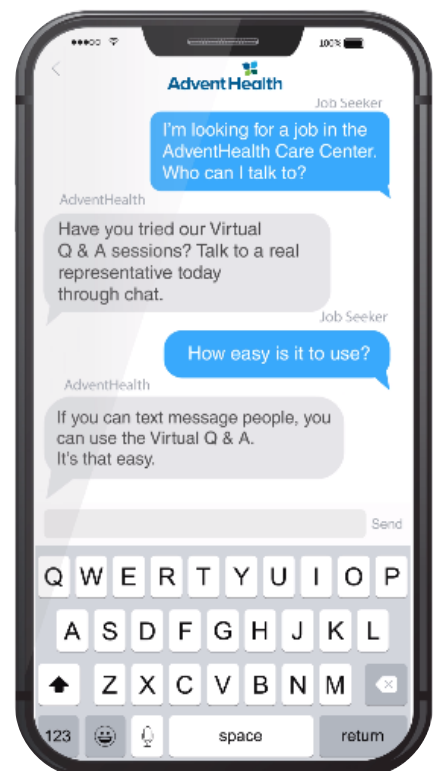 100%
AdventHealth
Job Seeker
I'm looking for a job in the
AdventHealth Care Center.
Who can I talk to?
AdventHealth
Have you tried our Virtual
Q & A sessions? Talk to a real
representative today
through chat.
Job Seeker
How easy is it to use?
AdventHealth
If you can text message people, you
can use the Virtual Q & A.
It's that easy.
Send
Q W E R T Y U I O P
A S D F G H J K L
Z X C V B N M
123 space return